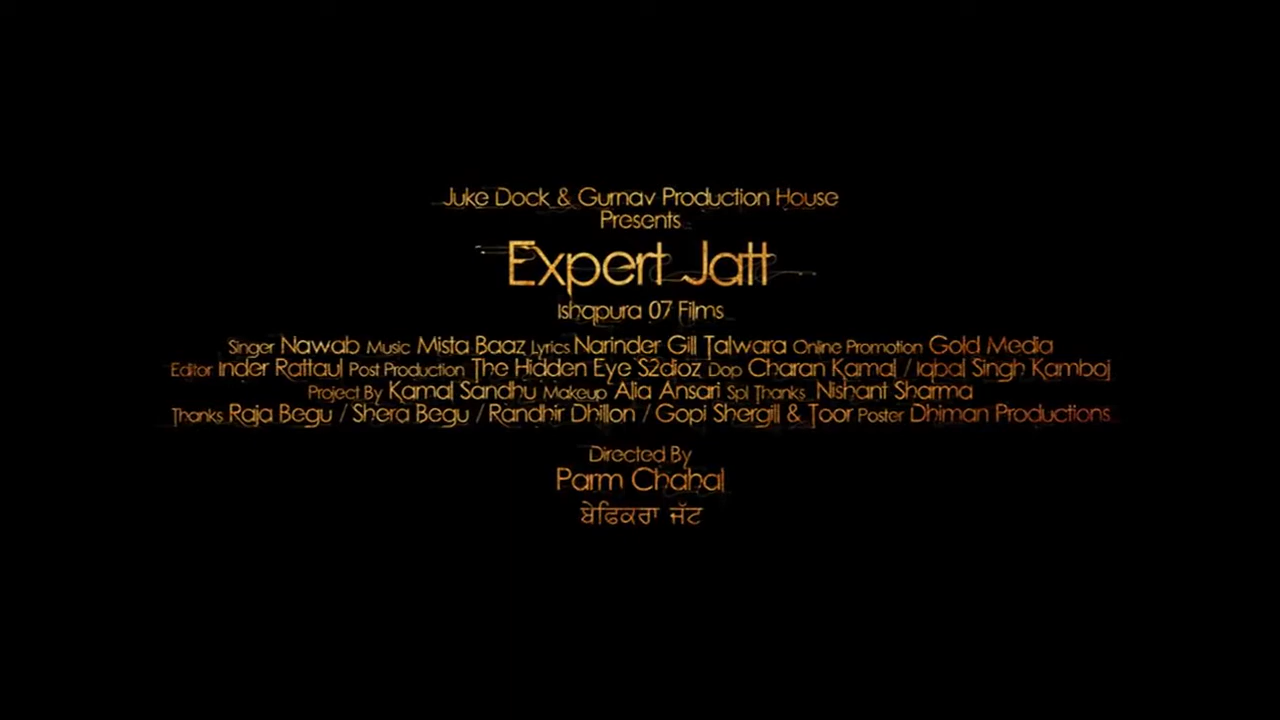 Juke Dock & Gurnav Production House
Presents
Expert Jatt
Ishqpura 07 Films
Singer Nawab Music Mista Baaz Lyrics Narinder Gill Talwara Online Promotion Gold Media
Editor Inder Rattaul Post Production The Hidden Eye S2dioz Dop Charan Kamal / Iqbal Singh Kamboj
Project By Kamal Sandhu Makeup Alia Ansari Spl Thanks Nishant Sharma
Thanks Raja Begu / Shera Begu / Randhir Dhillon / Gopi Shergill & Toor Poster Dhiman Productions
Directed By
Parm Chahal
ਬੇਫਿਕਰਾ ਜੱਟ